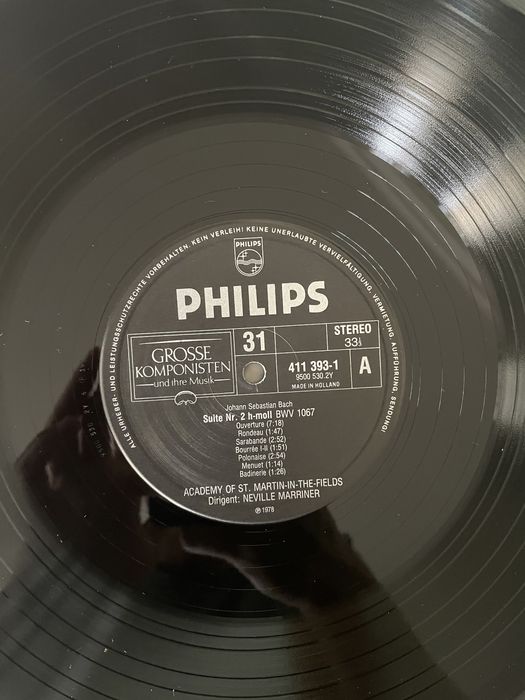 ALLE URHEBER- UND LEISTUNGSSCHUTZRECHTE VORBEHALTEN. KEIN VERLEIH! KEINE UNERLAUBTE VERVIELFÄLTIGUNG, VERMIETUNG, AUFFÜHRUNG, SENDUNG!
PHILIPS
PHILIPS
GROSSE
KOMPONISTEN
und ihre Musik
31
STEREO
33⅓
411 393-1
9500 530.2Y
MADE IN HOLLAND
A
Johann Sebastian Bach
Suite Nr. 2 h-moll BWV 1067
Ouverture (7:18)
Rondeau (1:47)
Sarabande (2:52)
Bourrée I-II (1:51)
Polonaise (2:54)
Menuet (1:14)
Badinerie (1:26)
ACADEMY OF ST. MARTIN-IN-THE-FIELDS
Dirigent: NEVILLE MARRINER
℗ 1978